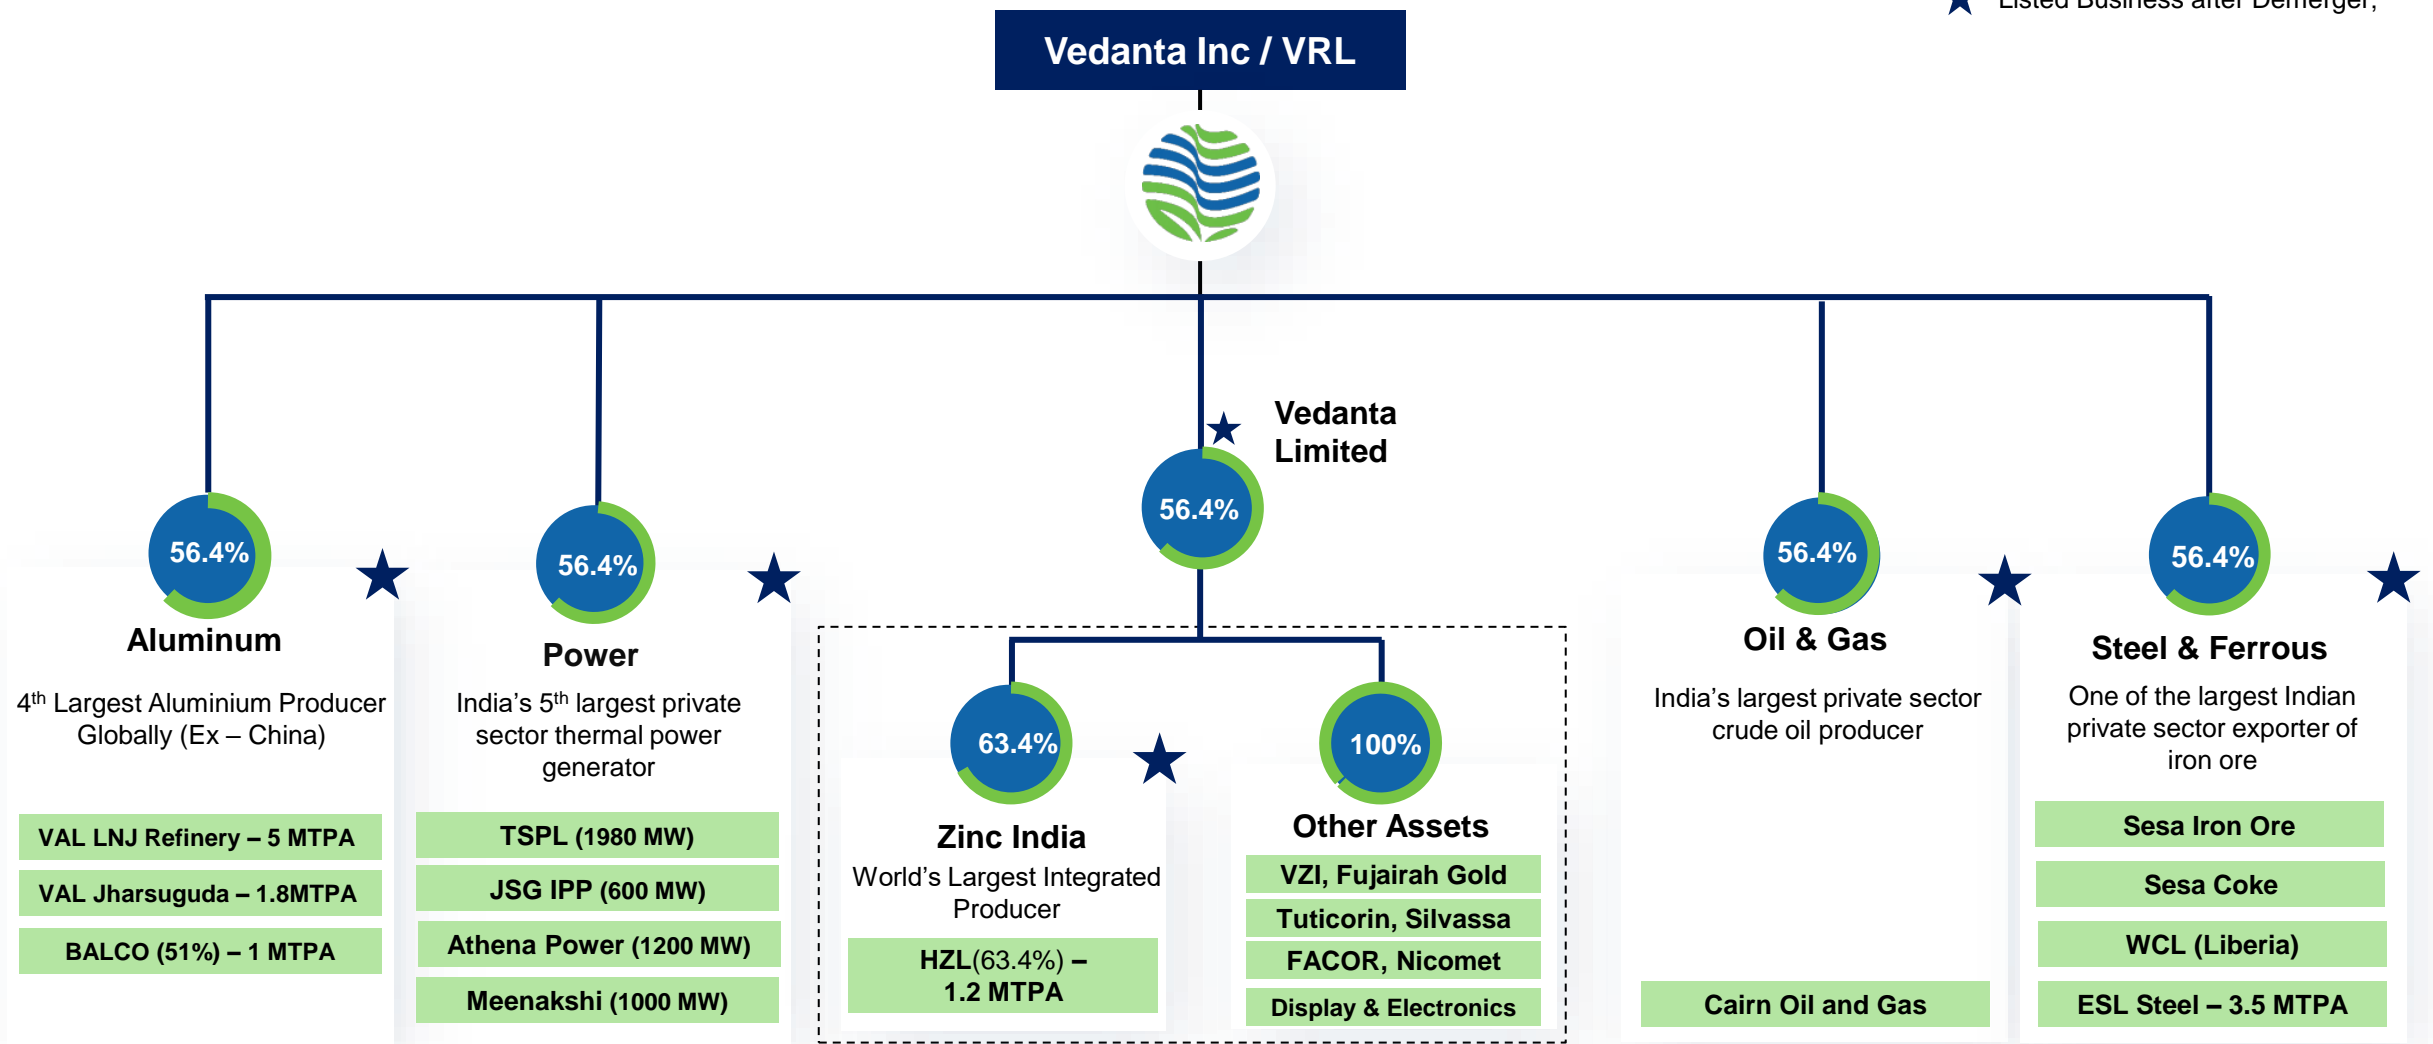 Listed Business after Demerger;
Vedanta Inc / VRL
Vedanta
Limited
56.4%
56.4%
56.4%
56.4%
56.4%
Aluminum
4th Largest Aluminium Producer
Globally (Ex – China)
VAL LNJ Refinery – 5 MTPA
VAL Jharsuguda – 1.8MTPA
BALCO (51%) – 1 MTPA
Power
India's 5th largest private
sector thermal power
generator
TSPL (1980 MW)
JSG IPP (600 MW)
Athena Power (1200 MW)
Meenakshi (1000 MW)
63.4%
Zinc India
World's Largest Integrated
Producer
HZL(63.4%) –
1.2 MTPA
100%
Other Assets
VZI, Fujairah Gold
Tuticorin, Silvassa
FACOR, Nicomet
Display & Electronics
Oil & Gas
India's largest private sector
crude oil producer
Cairn Oil and Gas
Steel & Ferrous
One of the largest Indian
private sector exporter of
iron ore
Sesa Iron Ore
Sesa Coke
WCL (Liberia)
ESL Steel – 3.5 MTPA